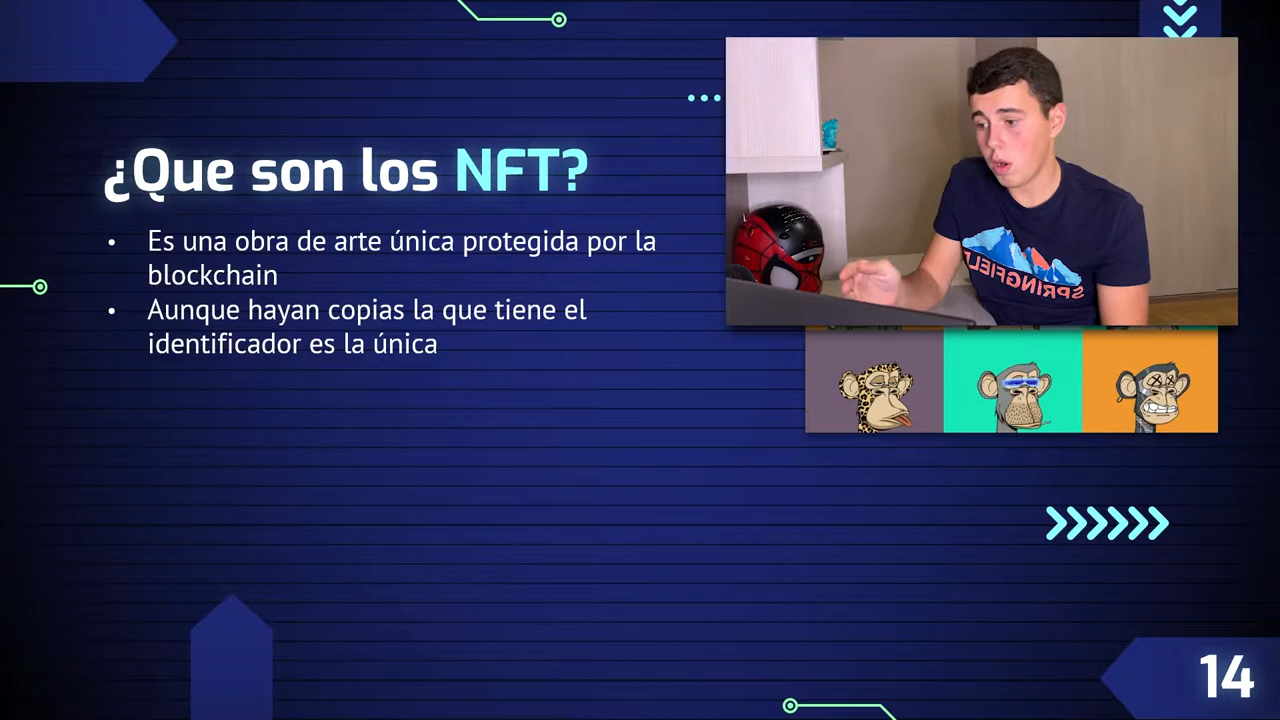 ¿Que son los NFT?
• Es una obra de arte única protegida por la
blockchain
• Aunque hayan copias la que tiene el
identificador es la única
SPRINGFIELD
14